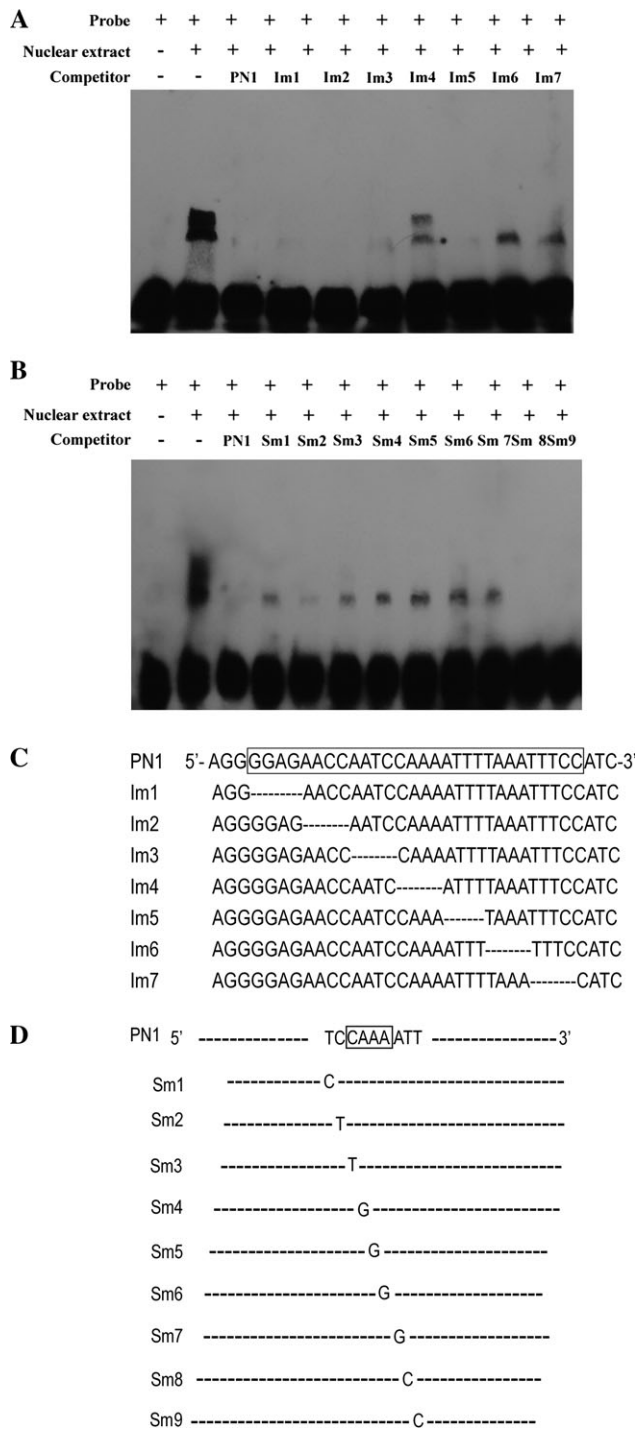 A
Probe + + + + + + + + + +
Nuclear extract - + + + + + + + + +
Competitor - - PN1 Im1 Im2 Im3 Im4 Im5 Im6 Im7
B
Probe + + + + + + + + + + +
Nuclear extract - + + + + + + + + + +
Competitor - - PN1 Sm1 Sm2 Sm3 Sm4 Sm5 Sm6 Sm 7Sm 8Sm9
C
PN1 5'- AGGGGAGAACCAATCCAAAATTTTAAATTTCCATC-3'
Im1 AGG---------AACCAATCCAAAATTTTAAATTTCCATC
Im2 AGGGGAG--------AATCCAAAATTTTAAATTTCCATC
Im3 AGGGGAGAACC--------CAAAATTTTAAATTTCCATC
Im4 AGGGGAGAACCAATC--------ATTTTAAATTTCCATC
Im5 AGGGGAGAACCAATCCAAA-------TAAATTTCCATC
Im6 AGGGGAGAACCAATCCAAAATTT--------TTTCCATC
Im7 AGGGGAGAACCAATCCAAAATTTTAAA--------CATC
D
PN1 5' -------------- TCCAAAATT ----------------3'
Sm1 -------------C-----------------------------
Sm2 --------------T----------------------------
Sm3 ----------------T--------------------------
Sm4 ------------------G------------------------
Sm5 --------------------G----------------------
Sm6 ----------------------G--------------------
Sm7 ------------------------G-------------------
Sm8 --------------------------C-----------------
Sm9 ----------------------------C---------------